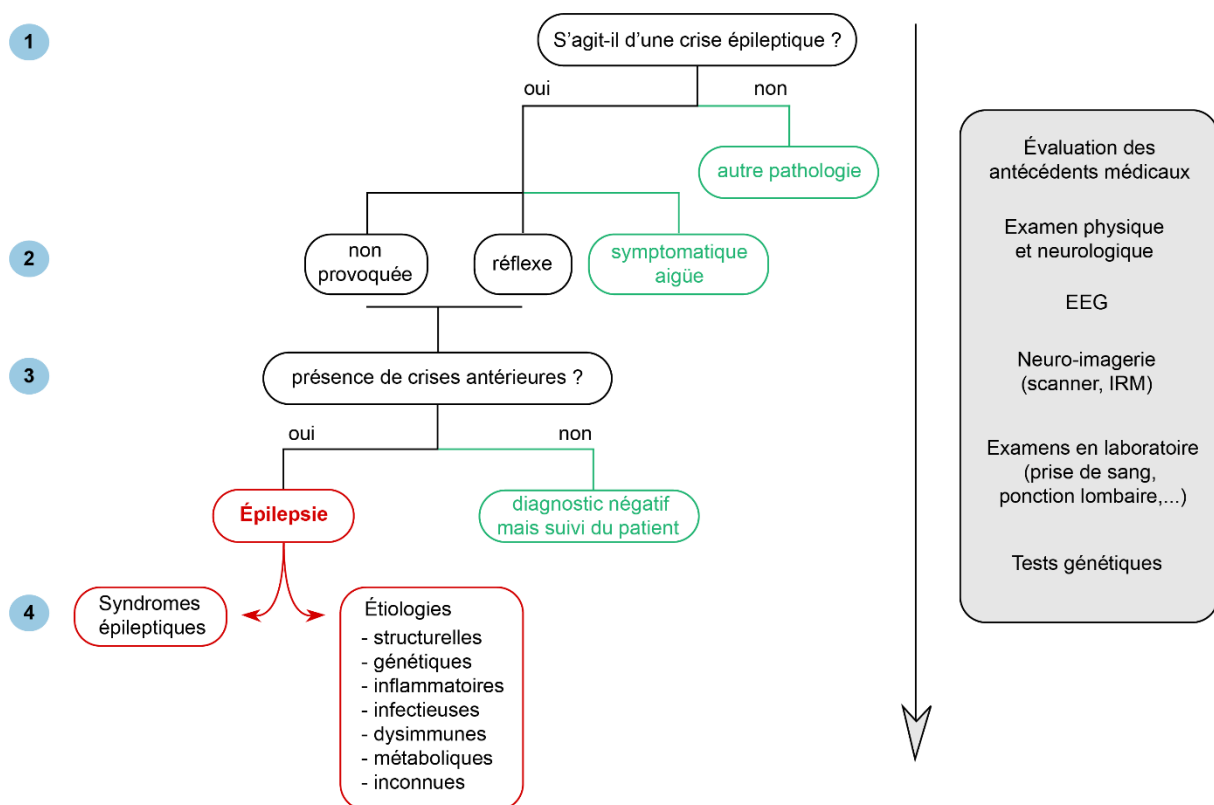 1
S'agit-il d'une crise épileptique ?
oui
non
autre pathologie
2
non
provoquée
réflexe
symptomatique
aigüe
3
présence de crises antérieures ?
oui
non
Épilepsie
diagnostic négatif
mais suivi du patient
4
Syndromes
épileptiques
Étiologies
- structurelles
- génétiques
- inflammatoires
- infectieuses
- dysimmunes
- métaboliques
- inconnues
Évaluation des
antécédents médicaux
Examen physique
et neurologique
EEG
Neuro-imagerie
(scanner, IRM)
Examens en laboratoire
(prise de sang,
ponction lombaire,...)
Tests génétiques